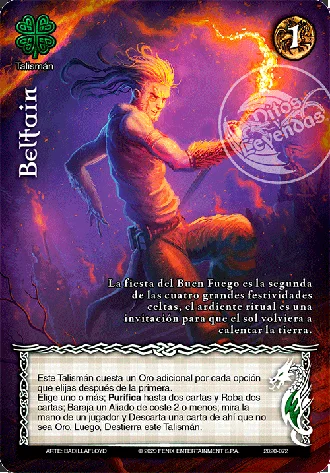 1
Talismán
Mitos
y
Leyendas
Beltain
La fiesta del Buen Fuego es la segunda
de las cuatro grandes festividades
celtas, el ardiente ritual es una
invitación para que el sol volviera a
calentar la tierra.
Este Talismán cuesta un Oro adicional por cada opción
que elijas después de la primera.
Elige uno o más; Purifica hasta dos cartas y Roba dos
cartas; Baraja un Aliado de coste 2 o menos; mira la
mano de un jugador y Descarta una carta de ahí que no
sea Oro. Luego, Destierra este Talismán.
ARTE: BADILLAFLOYD
© 2020 FENIX ENTERTAINMENT S.P.A.